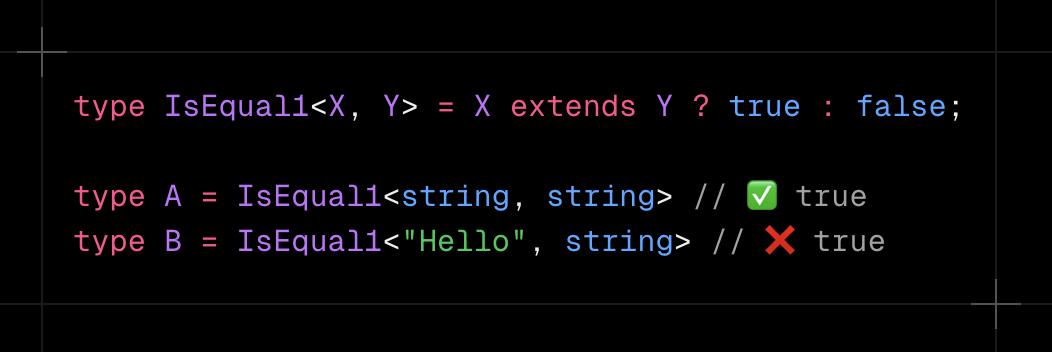 type IsEqual1<X, Y> = X extends Y ? true : false;
type A = IsEqual1<string, string> // ✅ true
type B = IsEqual1<"Hello", string> // ❌ true